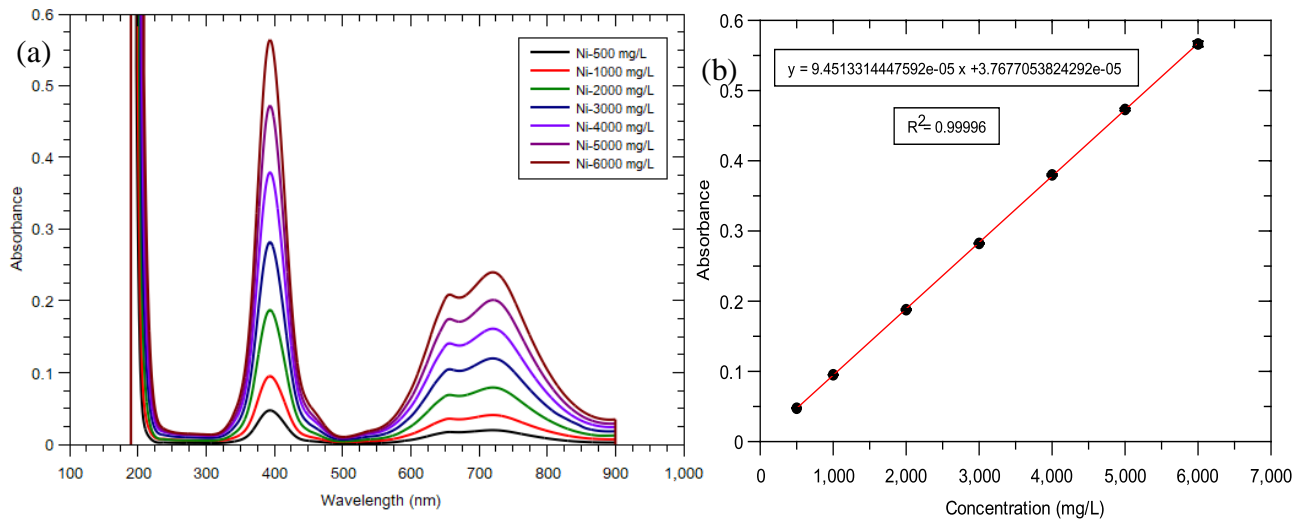 (a)
Absorbance
0.6
0.5
0.4
0.3
0.2
0.1
0
Ni-500 mg/L
Ni-1000 mg/L
Ni-2000 mg/L
Ni-3000 mg/L
Ni-4000 mg/L
Ni-5000 mg/L
Ni-6000 mg/L
100 200 300 400 500 600 700 800 900 1,000
Wavelength (nm)
(b)
Absorbance
0.6
0.5
0.4
0.3
0.2
0.1
0
y = 9.4513314447592e-05 x +3.7677053824292e-05
R²= 0.99996
0 1,000 2,000 3,000 4,000 5,000 6,000 7,000
Concentration (mg/L)